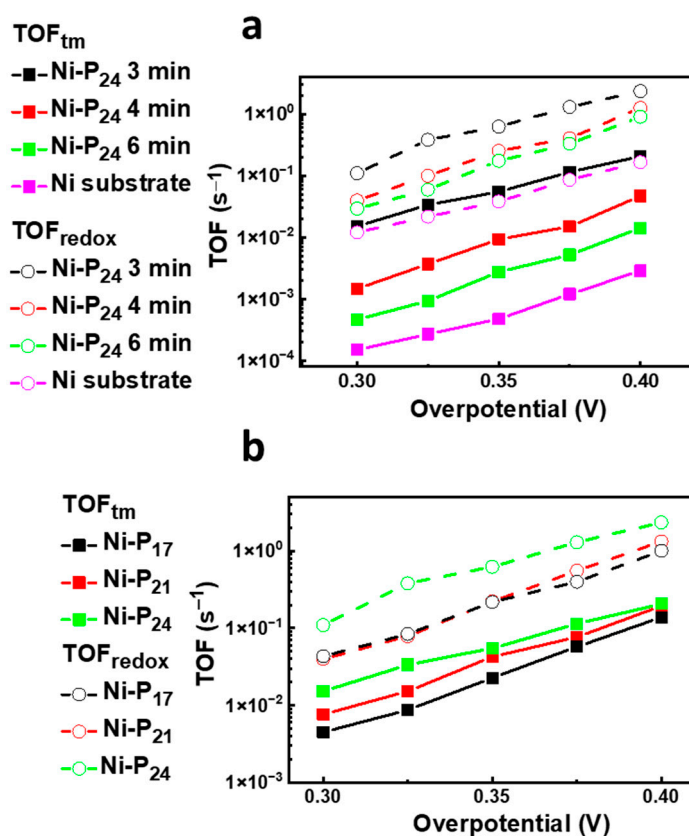 a
TOF_tm
Ni-P₂₄ 3 min
Ni-P₂₄ 4 min
Ni-P₂₄ 6 min
Ni substrate
TOF_redox
Ni-P₂₄ 3 min
Ni-P₂₄ 4 min
Ni-P₂₄ 6 min
Ni substrate
TOF (s⁻¹)
1×10⁰
1×10⁻¹
1×10⁻²
1×10⁻³
1×10⁻⁴
0.30 0.35 0.40
Overpotential (V)
b
TOF_tm
Ni-P₁₇
Ni-P₂₁
Ni-P₂₄
TOF_redox
Ni-P₁₇
Ni-P₂₁
Ni-P₂₄
TOF (s⁻¹)
1×10⁰
1×10⁻¹
1×10⁻²
1×10⁻³
0.30 0.35 0.40
Overpotential (V)